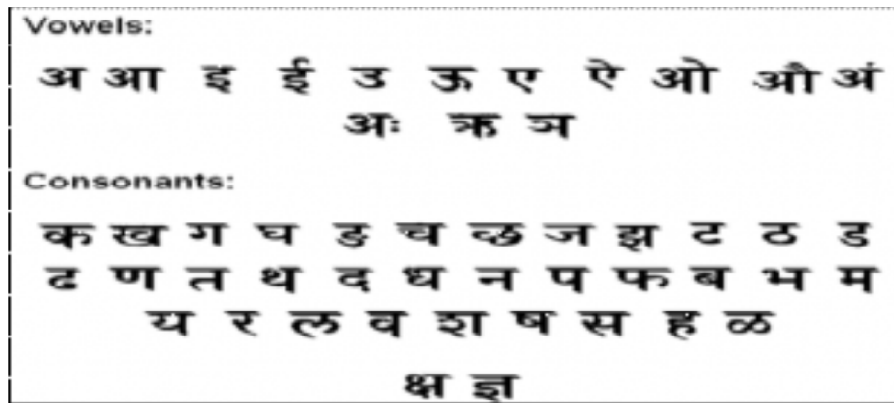 Vowels:
अ आ इ ई उ ऊ ए ऐ ओ औ अं
अः ऋ ञ
Consonants:
क ख ग घ ङ च छ ज झ ट ठ ड
ढ ण त थ द ध न प फ ब भ म
य र ल व श ष स ह ळ
क्ष ज्ञ